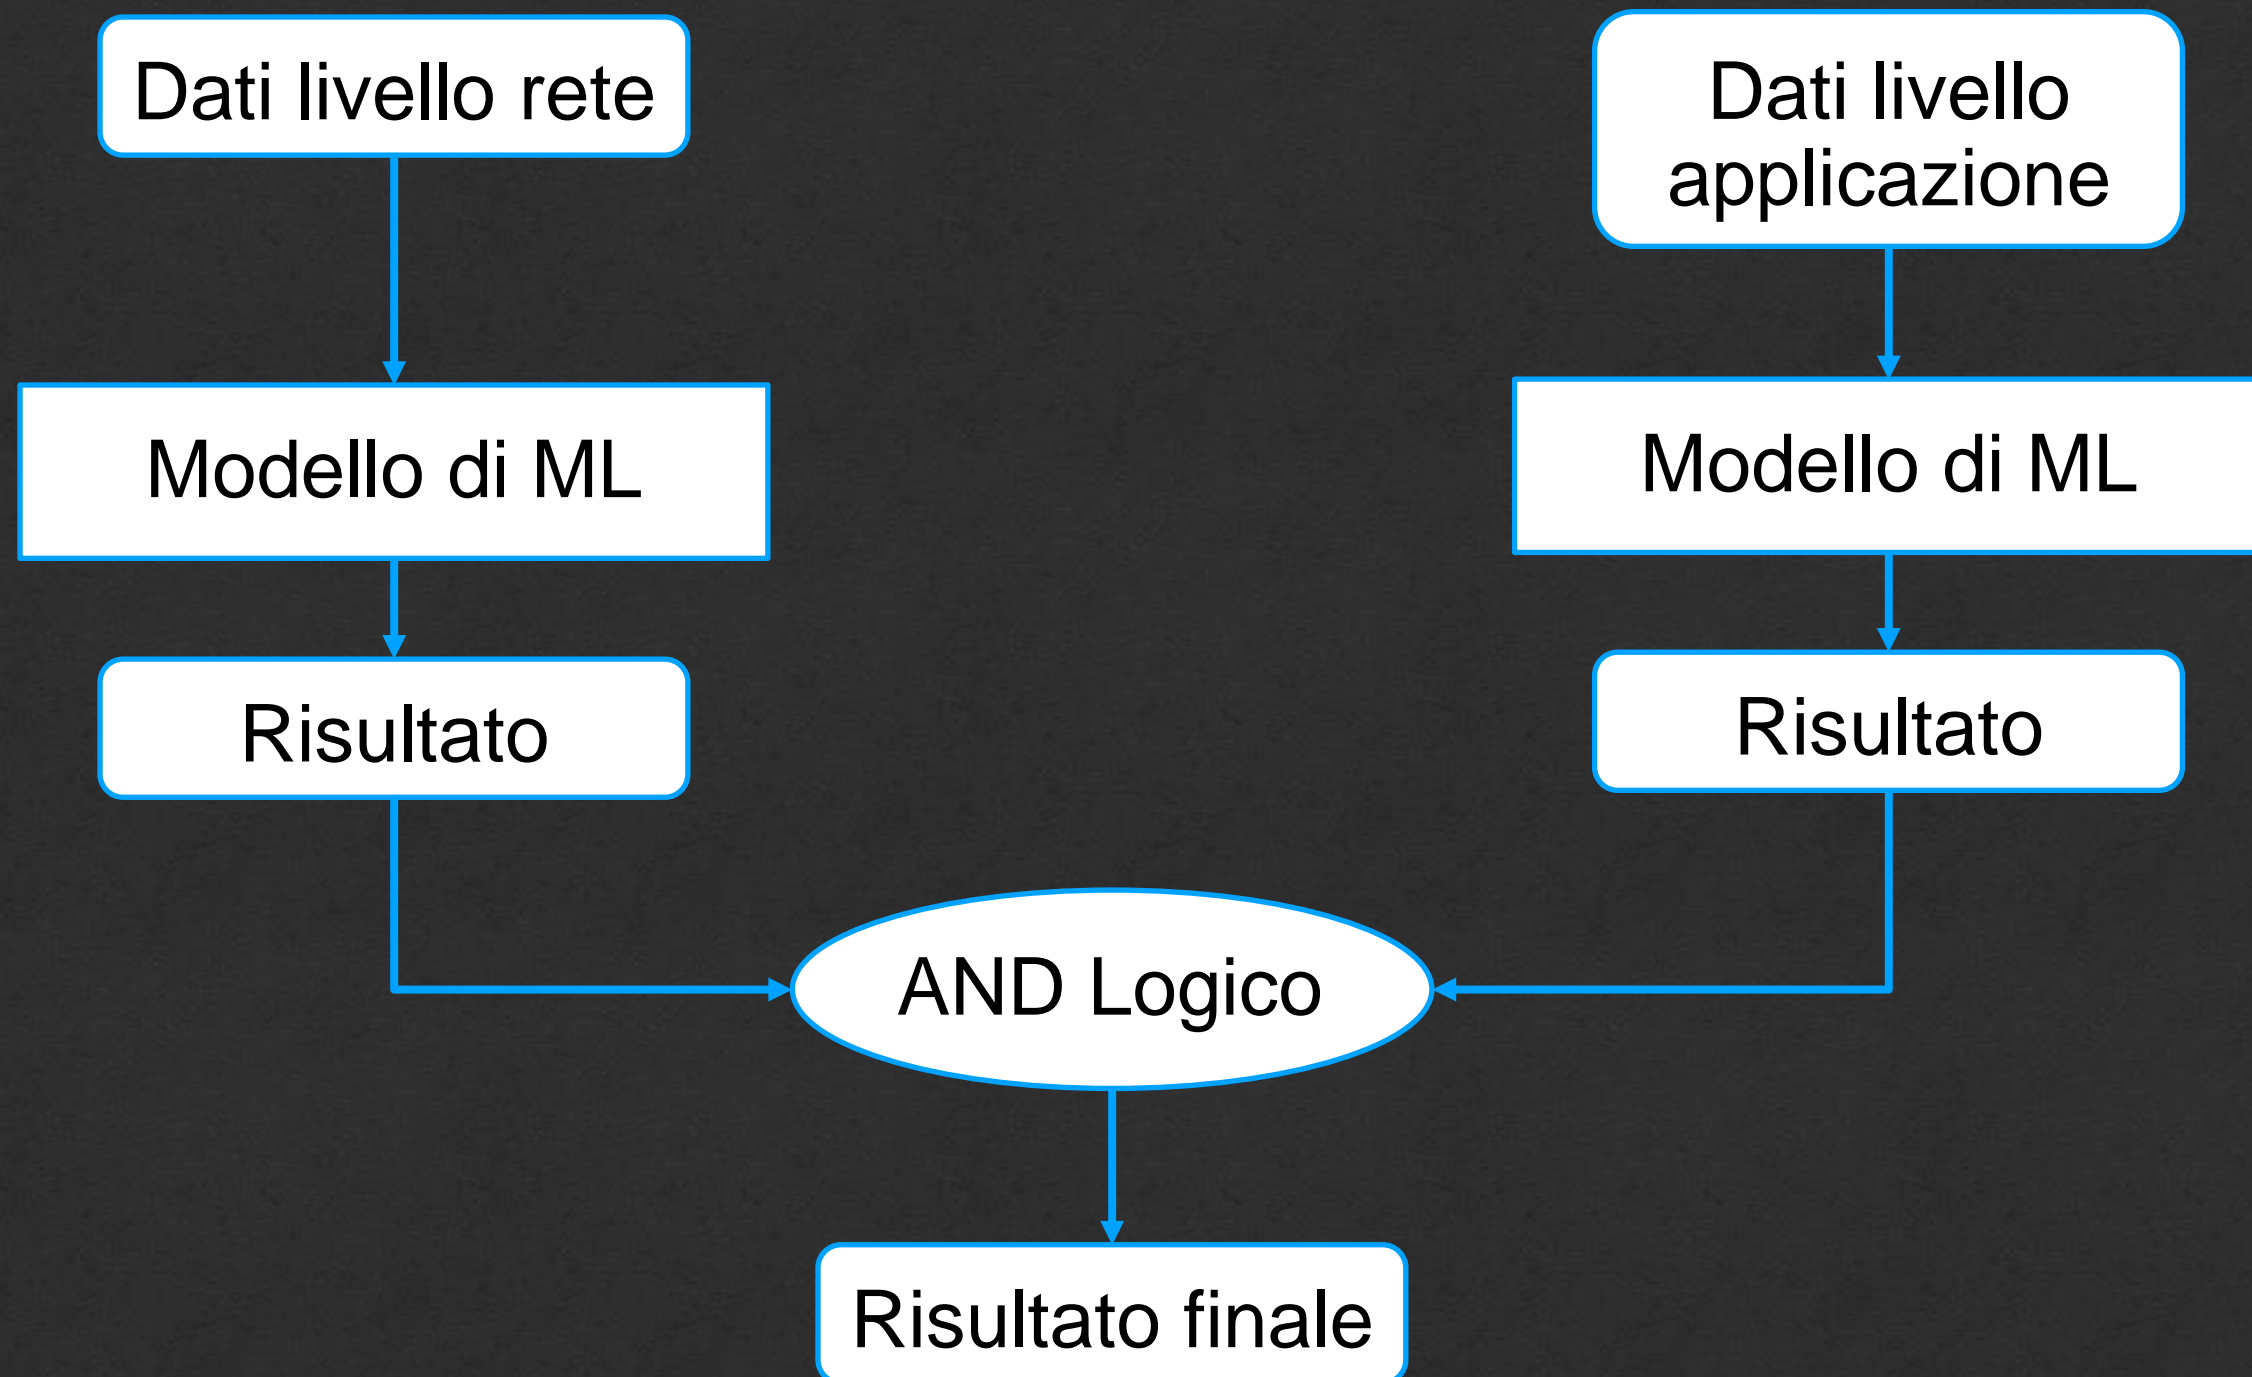 Dati livello rete
Dati livello
applicazione
Modello di ML
Modello di ML
Risultato
Risultato
AND Logico
Risultato finale